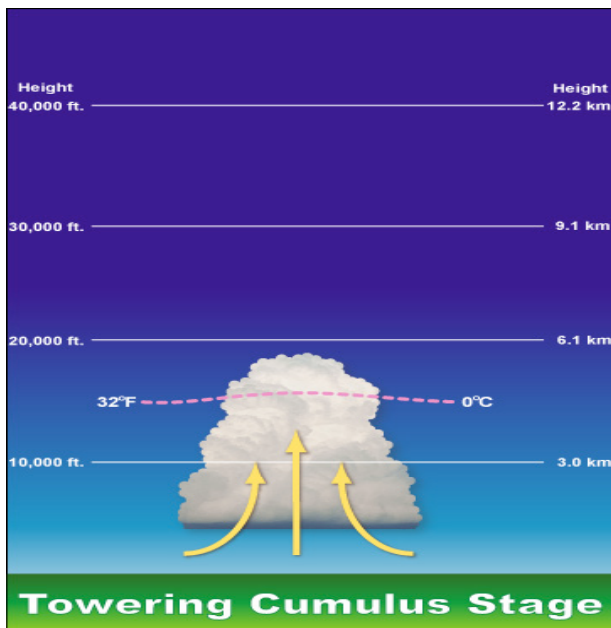 Height Height
40,000 ft. 12.2 km
30,000 ft. 9.1 km
20,000 ft. 6.1 km
32°F 0°C
10,000 ft. 3.0 km
Towering Cumulus Stage